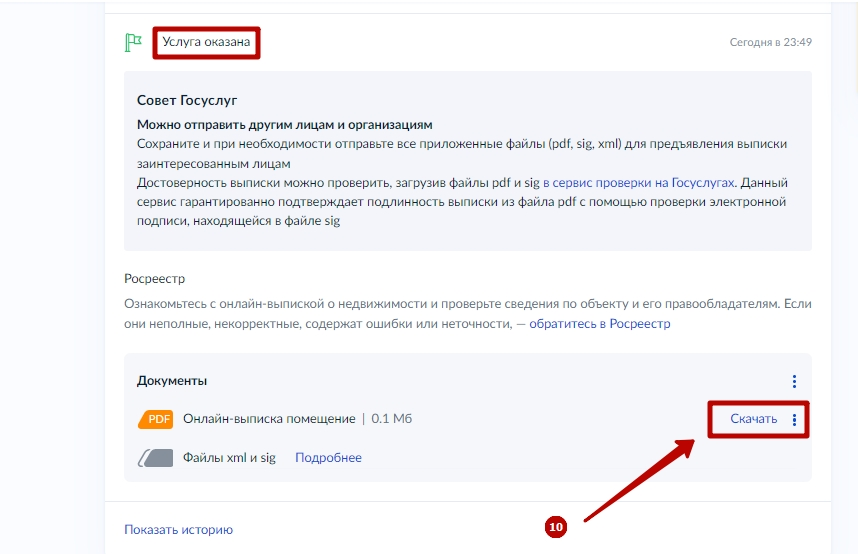 Услуга оказана
Сегодня в 23:49
Совет Госуслуг
Можно отправить другим лицам и организациям
Сохраните и при необходимости отправьте все приложенные файлы (pdf, sig, xml) для предъявления выписки
заинтересованным лицам
Достоверность выписки можно проверить, загрузив файлы pdf и sig в сервис проверки на Госуслугах. Данный
сервис гарантированно подтверждает подлинность выписки из файла pdf с помощью проверки электронной
подписи, находящейся в файле sig
Росреестр
Ознакомьтесь с онлайн-выпиской о недвижимости и проверьте сведения по объекту и его правообладателям. Если
они неполные, некорректные, содержат ошибки или неточности, — обратитесь в Росреестр
Документы
PDF Онлайн-выписка помещение | 0.1 Мб
Скачать
Файлы xml и sig Подробнее
10
Показать историю